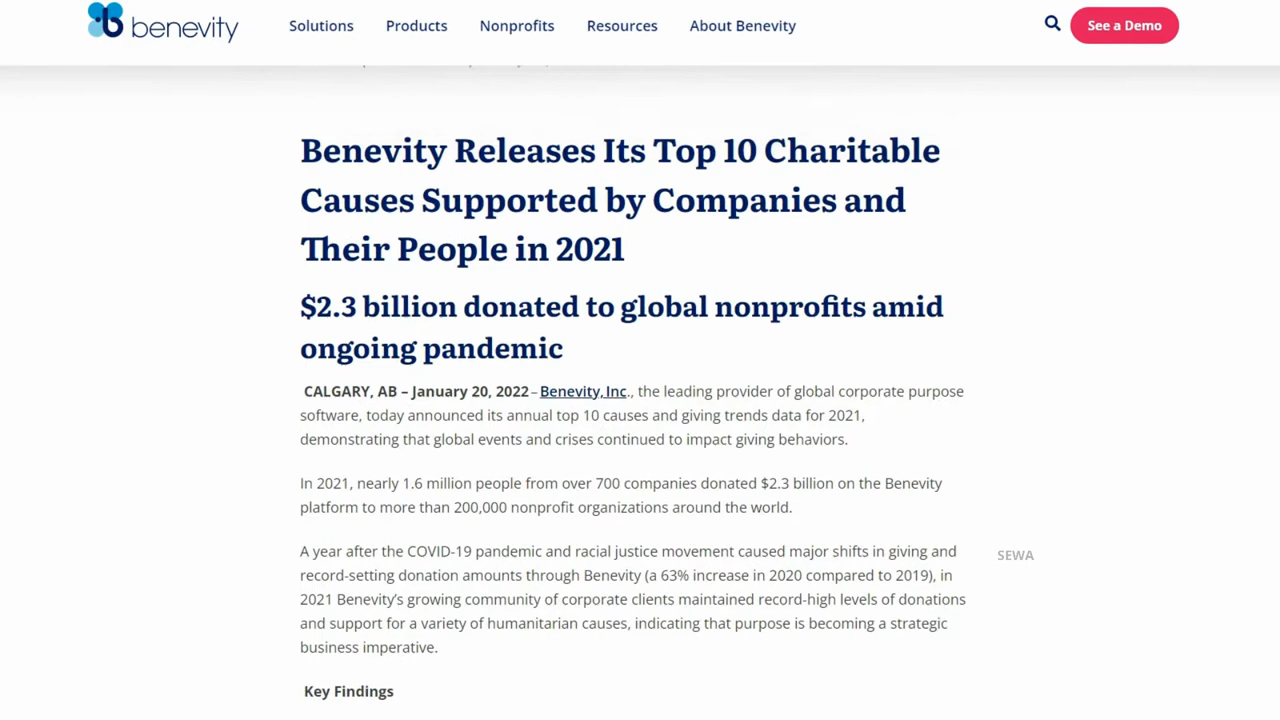 benevity
Solutions
Products
Nonprofits
Resources
About Benevity
See a Demo
Benevity Releases Its Top 10 Charitable
Causes Supported by Companies and
Their People in 2021
$2.3 billion donated to global nonprofits amid
ongoing pandemic
CALGARY, AB – January 20, 2022 – Benevity, Inc., the leading provider of global corporate purpose
software, today announced its annual top 10 causes and giving trends data for 2021,
demonstrating that global events and crises continued to impact giving behaviors.
In 2021, nearly 1.6 million people from over 700 companies donated $2.3 billion on the Benevity
platform to more than 200,000 nonprofit organizations around the world.
A year after the COVID-19 pandemic and racial justice movement caused major shifts in giving and
record-setting donation amounts through Benevity (a 63% increase in 2020 compared to 2019), in
2021 Benevity’s growing community of corporate clients maintained record-high levels of donations
and support for a variety of humanitarian causes, indicating that purpose is becoming a strategic
business imperative.
SEWA
Key Findings